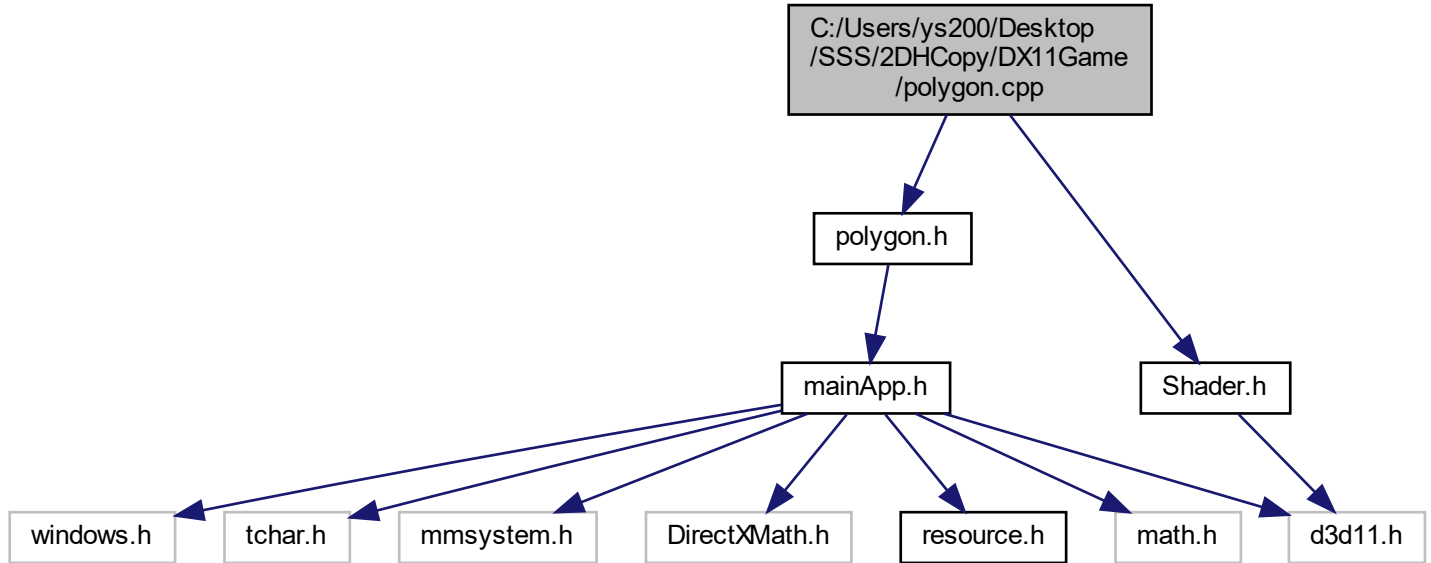 C:/Users/ys200/Desktop
/SSS/2DHCopy/DX11Game
/polygon.cpp
polygon.h
mainApp.h
Shader.h
windows.h
tchar.h
mmsystem.h
DirectXMath.h
resource.h
math.h
d3d11.h